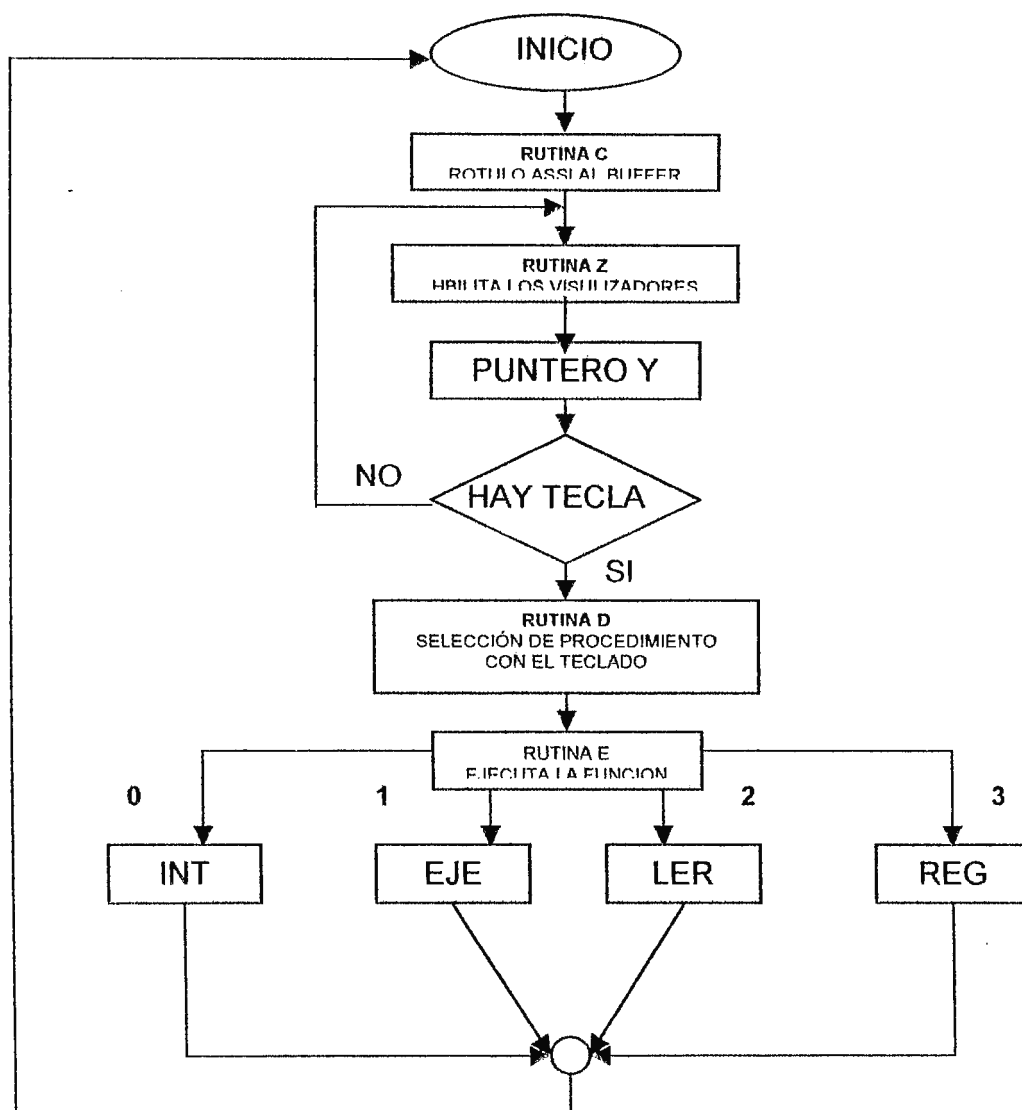 INICIO
RUTINA C
ROTULO ASSI AL BUFFER
RUTINA Z
HBILITA LOS VISULIZADORES
PUNTERO Y
NO
HAY TECLA
SI
RUTINA D
SELECCIÓN DE PROCEDIMIENTO
CON EL TECLADO
RUTINA E
EJECUTA LA FUNCION
0
1
2
3
INT
EJE
LER
REG